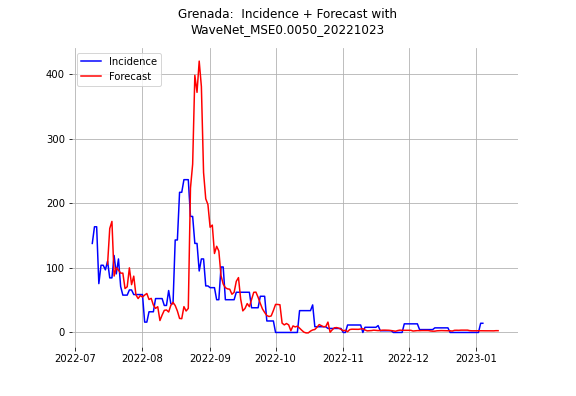 Grenada:  Incidence + Forecast with
WaveNet_MSE0.0050_20221023
Incidence
Forecast
400
300
200
100
0
2022-07 2022-08 2022-09 2022-10 2022-11 2022-12 2023-01